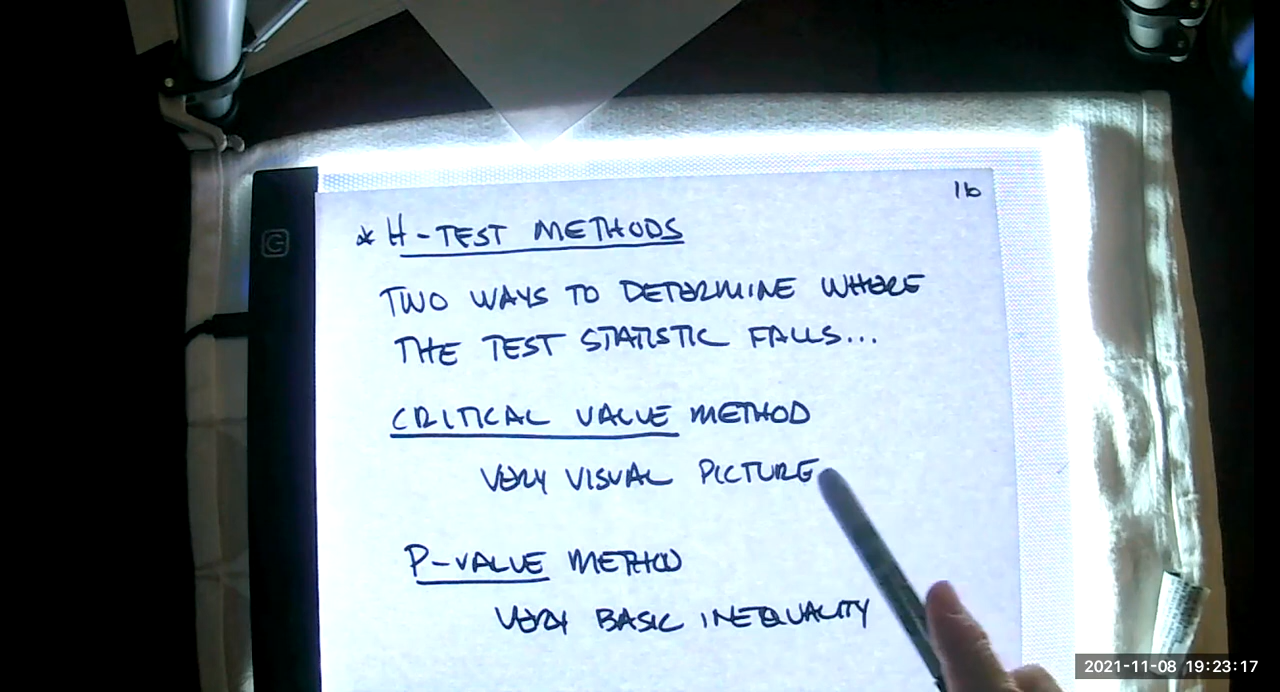 16
* H-TEST METHODS
TWO WAYS TO DETERMINE WHERE
THE TEST STATISTIC FALLS...
CRITICAL VALUE METHOD
VERY VISUAL PICTURE
P-VALUE METHOD
VERY BASIC INEQUALITY
2021-11-08 19:23:17